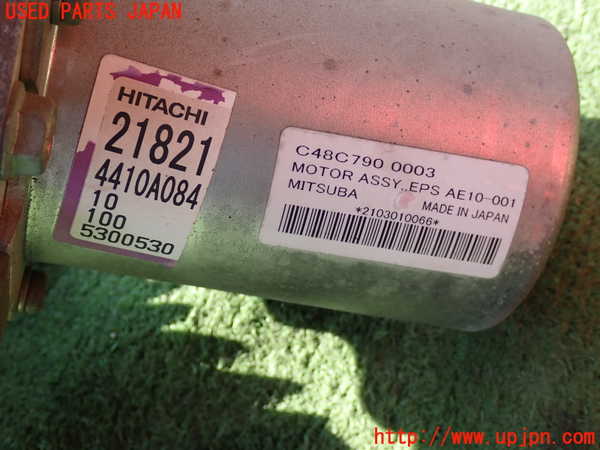 USED PARTS JAPAN
HITACHI
21821
4410A084
10
100
5300530
C48C790 0003
MOTOR ASSY.,EPS AE10-001
MITSUBA MADE IN JAPAN
*2103010066*
http://www.upjpn.com/